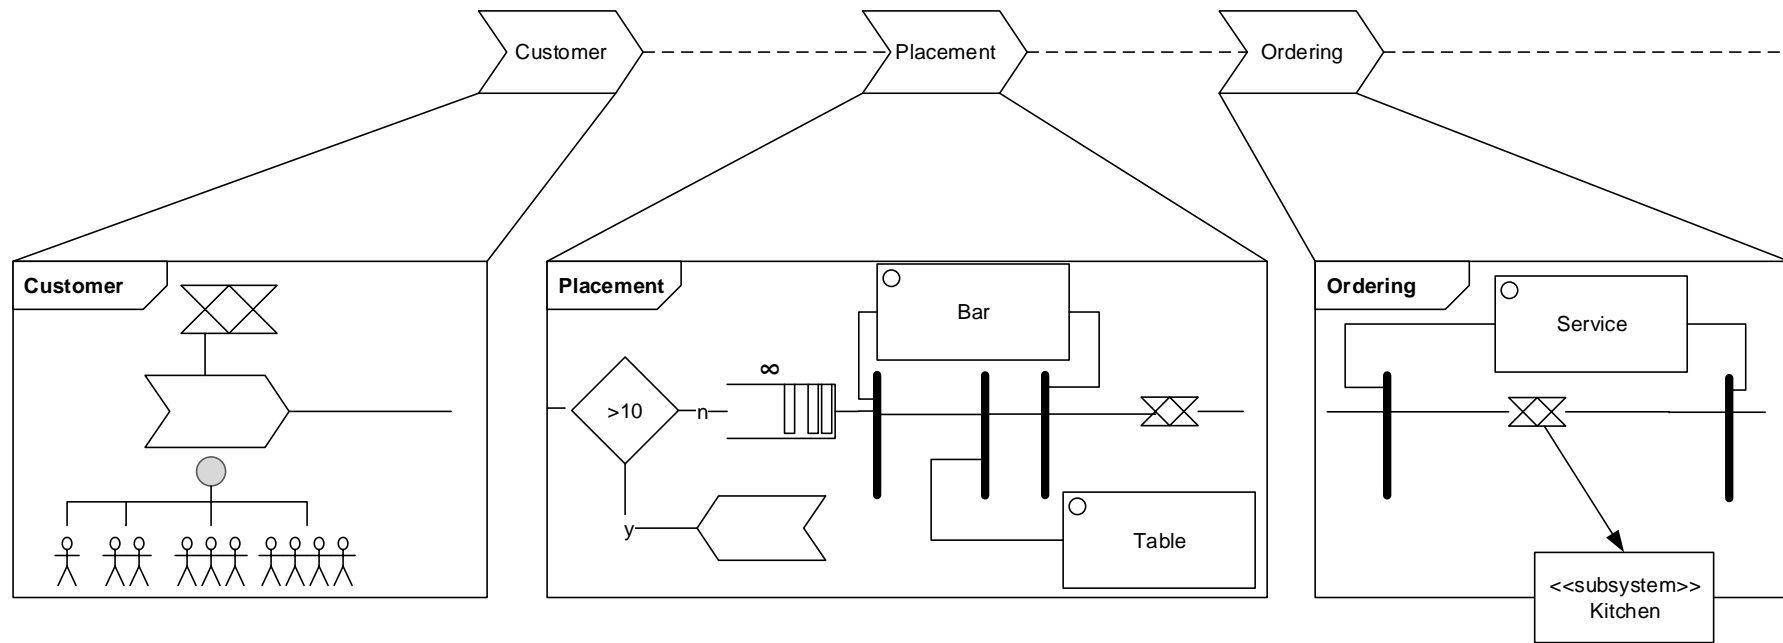 Customer
Placement
Ordering
Customer
Placement
Ordering
Bar
Service
∞
>10
n
y
Table
<<subsystem>>
Kitchen